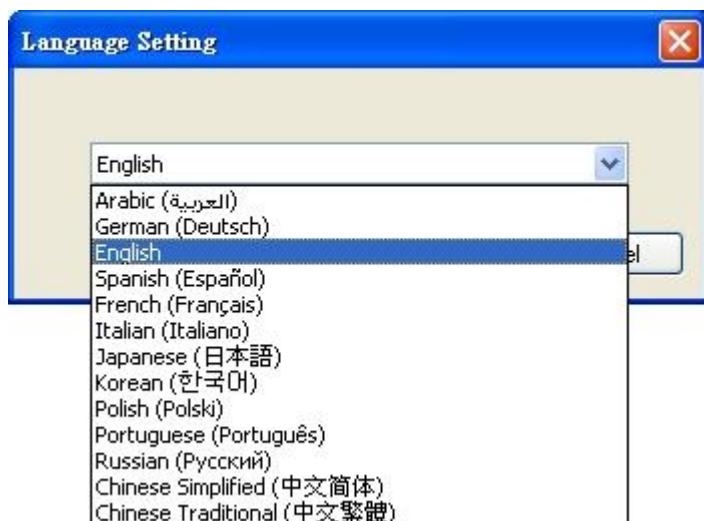 Language Setting
English
Arabic (العربية)
German (Deutsch)
English
Spanish (Español)
French (Français)
Italian (Italiano)
Japanese (日本語)
Korean (한국어)
Polish (Polski)
Portuguese (Português)
Russian (Русский)
Chinese Simplified (中文简体)
Chinese Traditional (中文繁體)